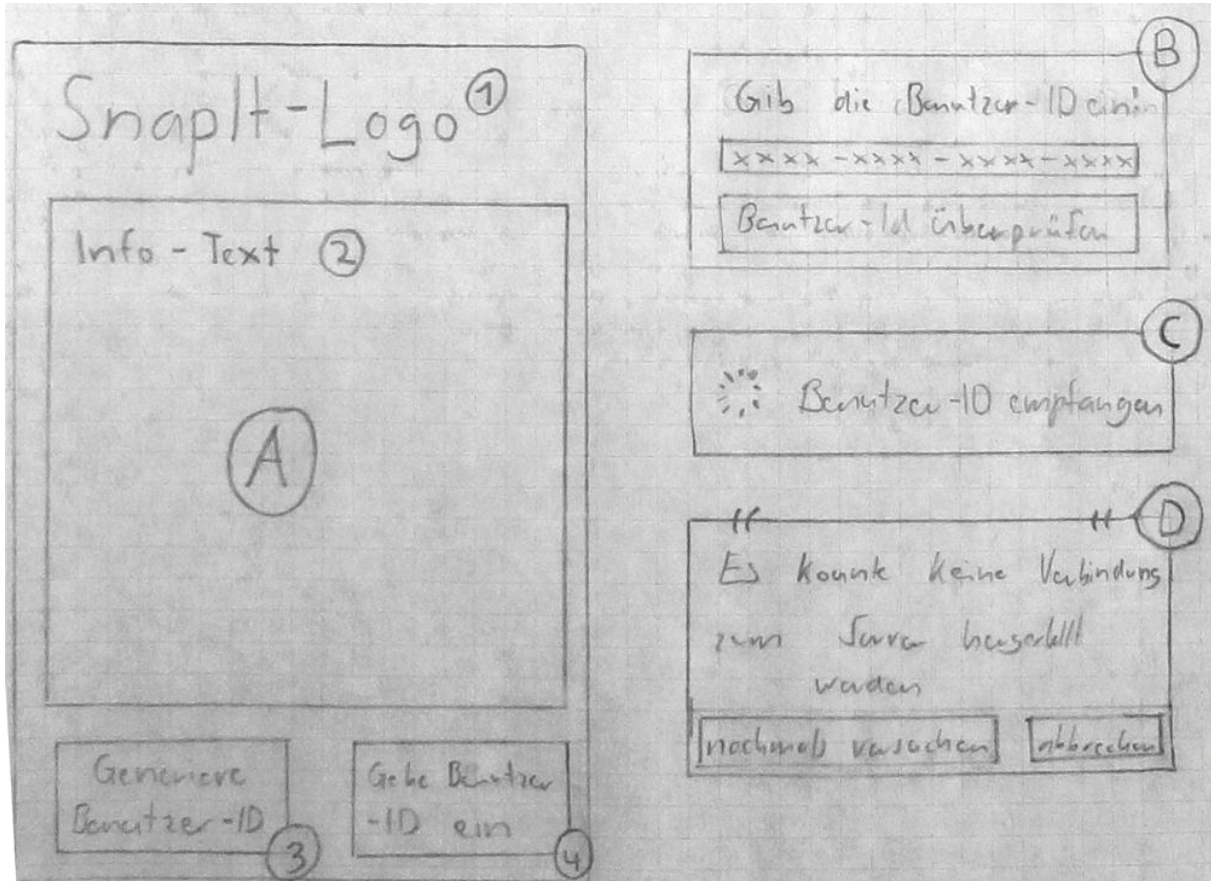 SnapIt-Logo 1
Info - Text 2
A
Generiere
Benutzer-ID
3
Gebe Benutzer
-ID ein
4
B
Gib die Benutzer-ID ein:
xxxx-xxxx-xxxx-xxxx
Benutzer-Id überprüfen
C
Benutzer-ID empfangen
D
Es konnte keine Verbindung
zum Server hergestellt
werden
nochmals versuchen abbrechen